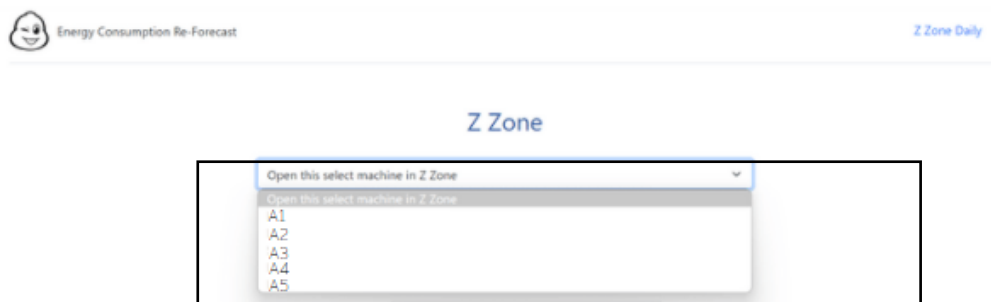 Energy Consumption Re-Forecast
Z Zone Daily
Z Zone
Open this select machine in Z Zone
Open this select machine in Z Zone
A1
A2
A3
A4
A5